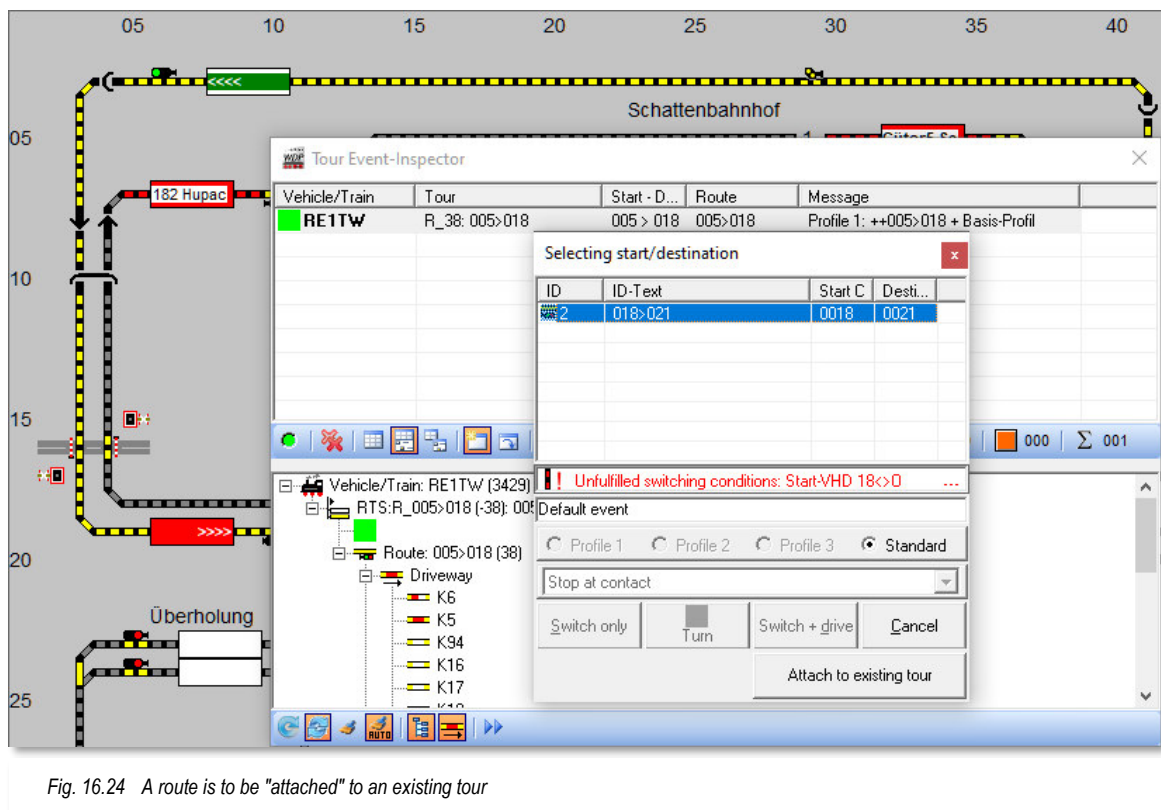 05 10 15 20 25 30 35 40
<<<<
Schattenbahnhof
05
1
Tour Event-Inspector
182 Hupac
Vehicle/Train Tour Start - D... Route Message
RE1TW R_38: 005>018 005 > 018 005>018 Profile 1: ++005>018 + Basis-Profil
Selecting start/destination
x
10
ID ID-Text Start C Desti...
2 018>021 0018 0021
15
000 Σ 001
! Unfulfilled switching conditions: Start-VHD 18<>0 ...
Vehicle/Train: RE1TW (3429)
RTS:R_005>018 (-38): 005
Default event
>>>>
Profile 1 Profile 2 Profile 3 Standard
20
Route: 005>018 (38)
Driveway
Stop at contact
K6
Überholung
K5
Switch only Turn Switch + drive Cancel
K94
K16
Attach to existing tour
K17
25
AUTO
Fig. 16.24 A route is to be "attached" to an existing tour